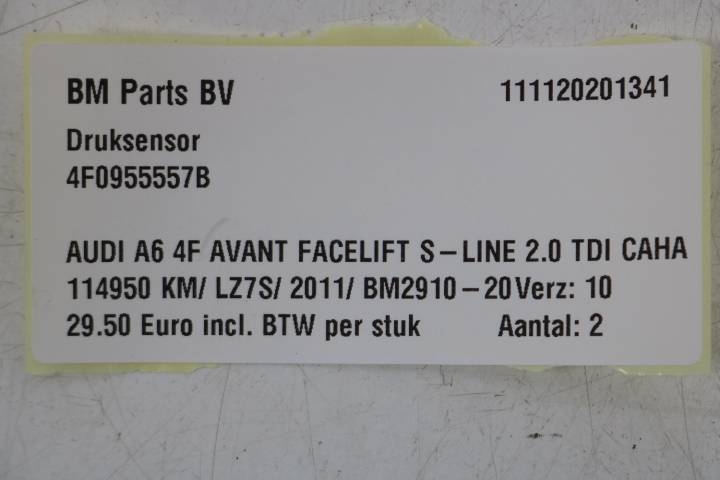 BM Parts BV 111120201341
Druksensor
4F0955557B
AUDI A6 4F AVANT FACELIFT S-LINE 2.0 TDI CAHA
114950 KM/ LZ7S/ 2011/ BM2910-20 Verz: 10
29.50 Euro incl. BTW per stuk Aantal: 2